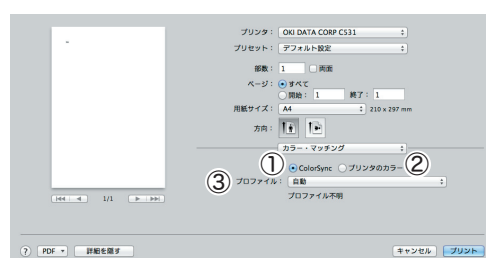 プリンタ： OKI DATA CORP C531
プリセット： デフォルト設定
部数： 1 両面
ページ： すべて
開始： 1 終了： 1
用紙サイズ： A4 210 x 297 mm
方向：
カラー・マッチング
① ColorSync プリンタのカラー ②
③ プロファイル： 自動
プロファイル不明
1/1
? PDF 詳細を隠す キャンセル プリント